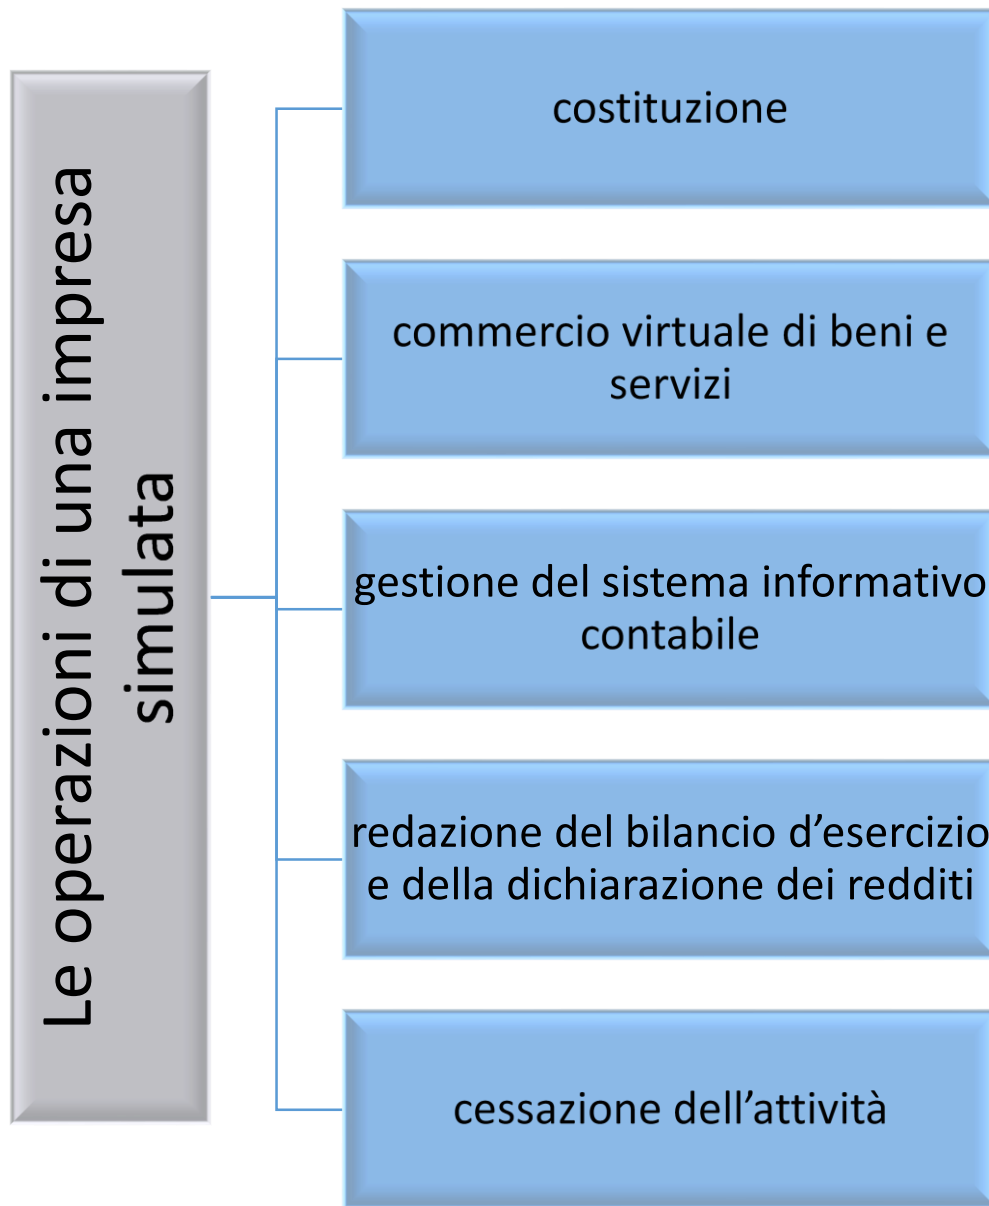 Le operazioni di una impresa
simulata
costituzione
commercio virtuale di beni e
servizi
gestione del sistema informativo
contabile
redazione del bilancio d’esercizio
e della dichiarazione dei redditi
cessazione dell’attività